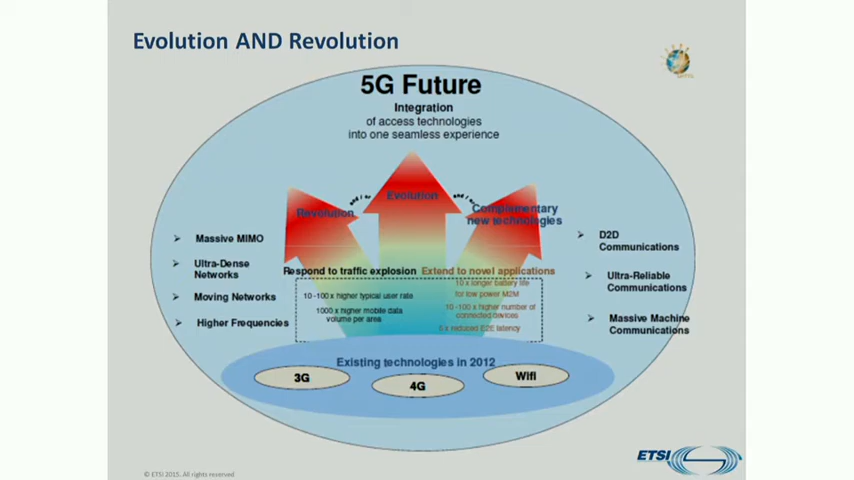 Evolution AND Revolution
5G Future
Integration
of access technologies
into one seamless experience
and / or
and / or
Evolution
Revolution
Complementary
new technologies
Massive MIMO
Ultra-Dense
Networks
Moving Networks
Higher Frequencies
D2D
Communications
Ultra-Reliable
Communications
Massive Machine
Communications
Respond to traffic explosion
Extend to novel applications
10 -100 x higher typical user rate
1000 x higher mobile data
volume per area
10 x longer battery life
for low power M2M
10 -100 x higher number of
connected devices
5 x reduced E2E latency
Existing technologies in 2012
3G
4G
Wifi
© ETSI 2015. All rights reserved
ETSI